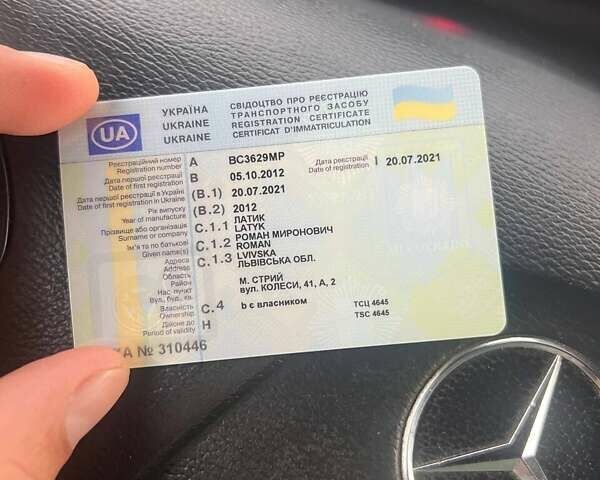 УКРАЇНА
UKRAINE
UKRAINE
СВІДОЦТВО ПРО РЕЄСТРАЦІЮ
ТРАНСПОРТНОГО ЗАСОБУ
REGISTRATION CERTIFICATE
CERTIFICAT D'IMMATRICULATION
UA
Реєстраційний номер A BC3629MP
Registration number
Дата першої реєстрації B 05.10.2012
Date of first registration
Дата реєстрації I 20.07.2021
Date of registration
Дата першої реєстрації в Україні (B.1) 20.07.2021
Date of first registration in Ukraine
Рік випуску (B.2) 2012
Year of manufacture
Прізвище або організація C.1.1 ЛАТИК
Surname or company LATYK
Ім'я та по батькові C.1.2 РОМАН МИРОНОВИЧ
Given name(s) ROMAN
Адреса C.1.3 LVIVSKA
Address ЛЬВІВСЬКА ОБЛ.
Область
Район
Нас. пункт М. СТРИЙ
Вул., буд., кв. вул. КОЛЕСИ, 41, А, 2
Власність C.4 b є власником ТСЦ 4645
Ownership TSC 4645
Дійсне до H
Period of validity
ХА № 310446